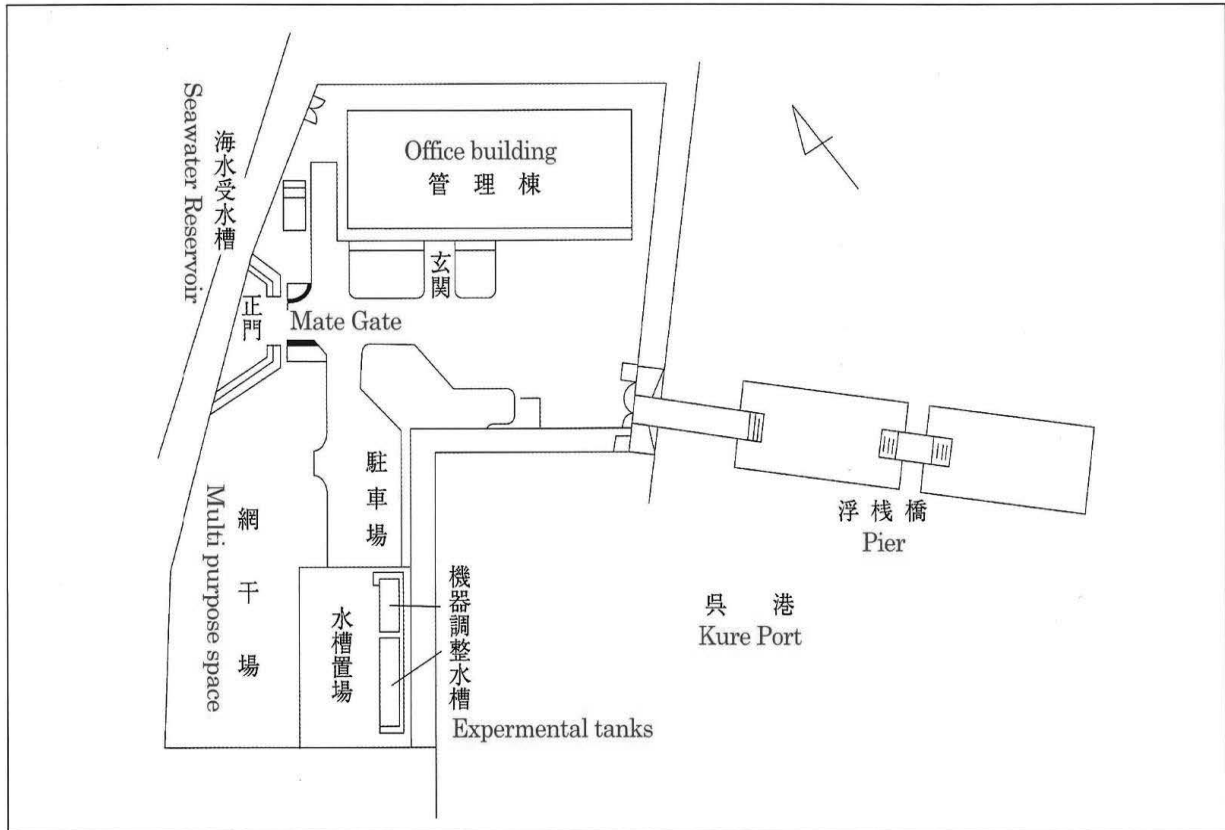 Office building
管理棟
海水受水槽
Seawater Reservoir
玄関
正門
Mate Gate
駐車場
網干場
Multi purpose space
水槽置場
機器調整水槽
Expermental tanks
浮桟橋
Pier
呉港
Kure Port